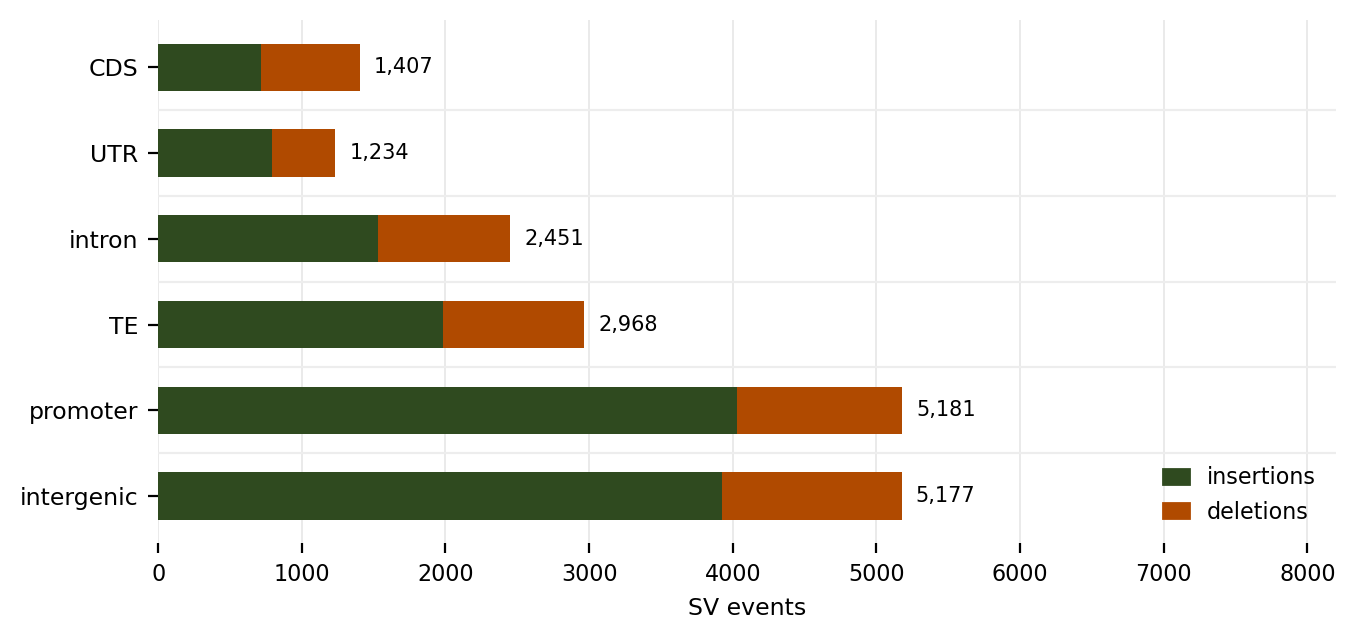 CDS 1,407
UTR 1,234
intron 2,451
TE 2,968
promoter 5,181
intergenic 5,177
insertions
deletions
0 1000 2000 3000 4000 5000 6000 7000 8000
SV events